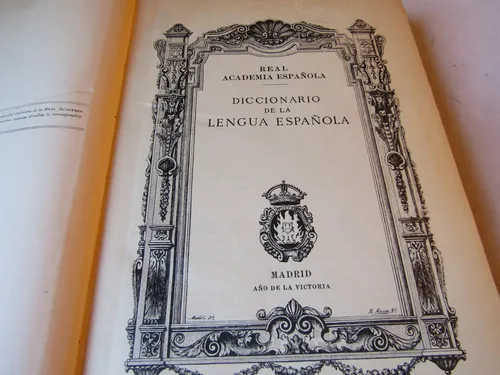 REAL
ACADEMIA ESPAÑOLA
DICCIONARIO
DE LA
LENGUA ESPAÑOLA
MADRID
AÑO DE LA VICTORIA